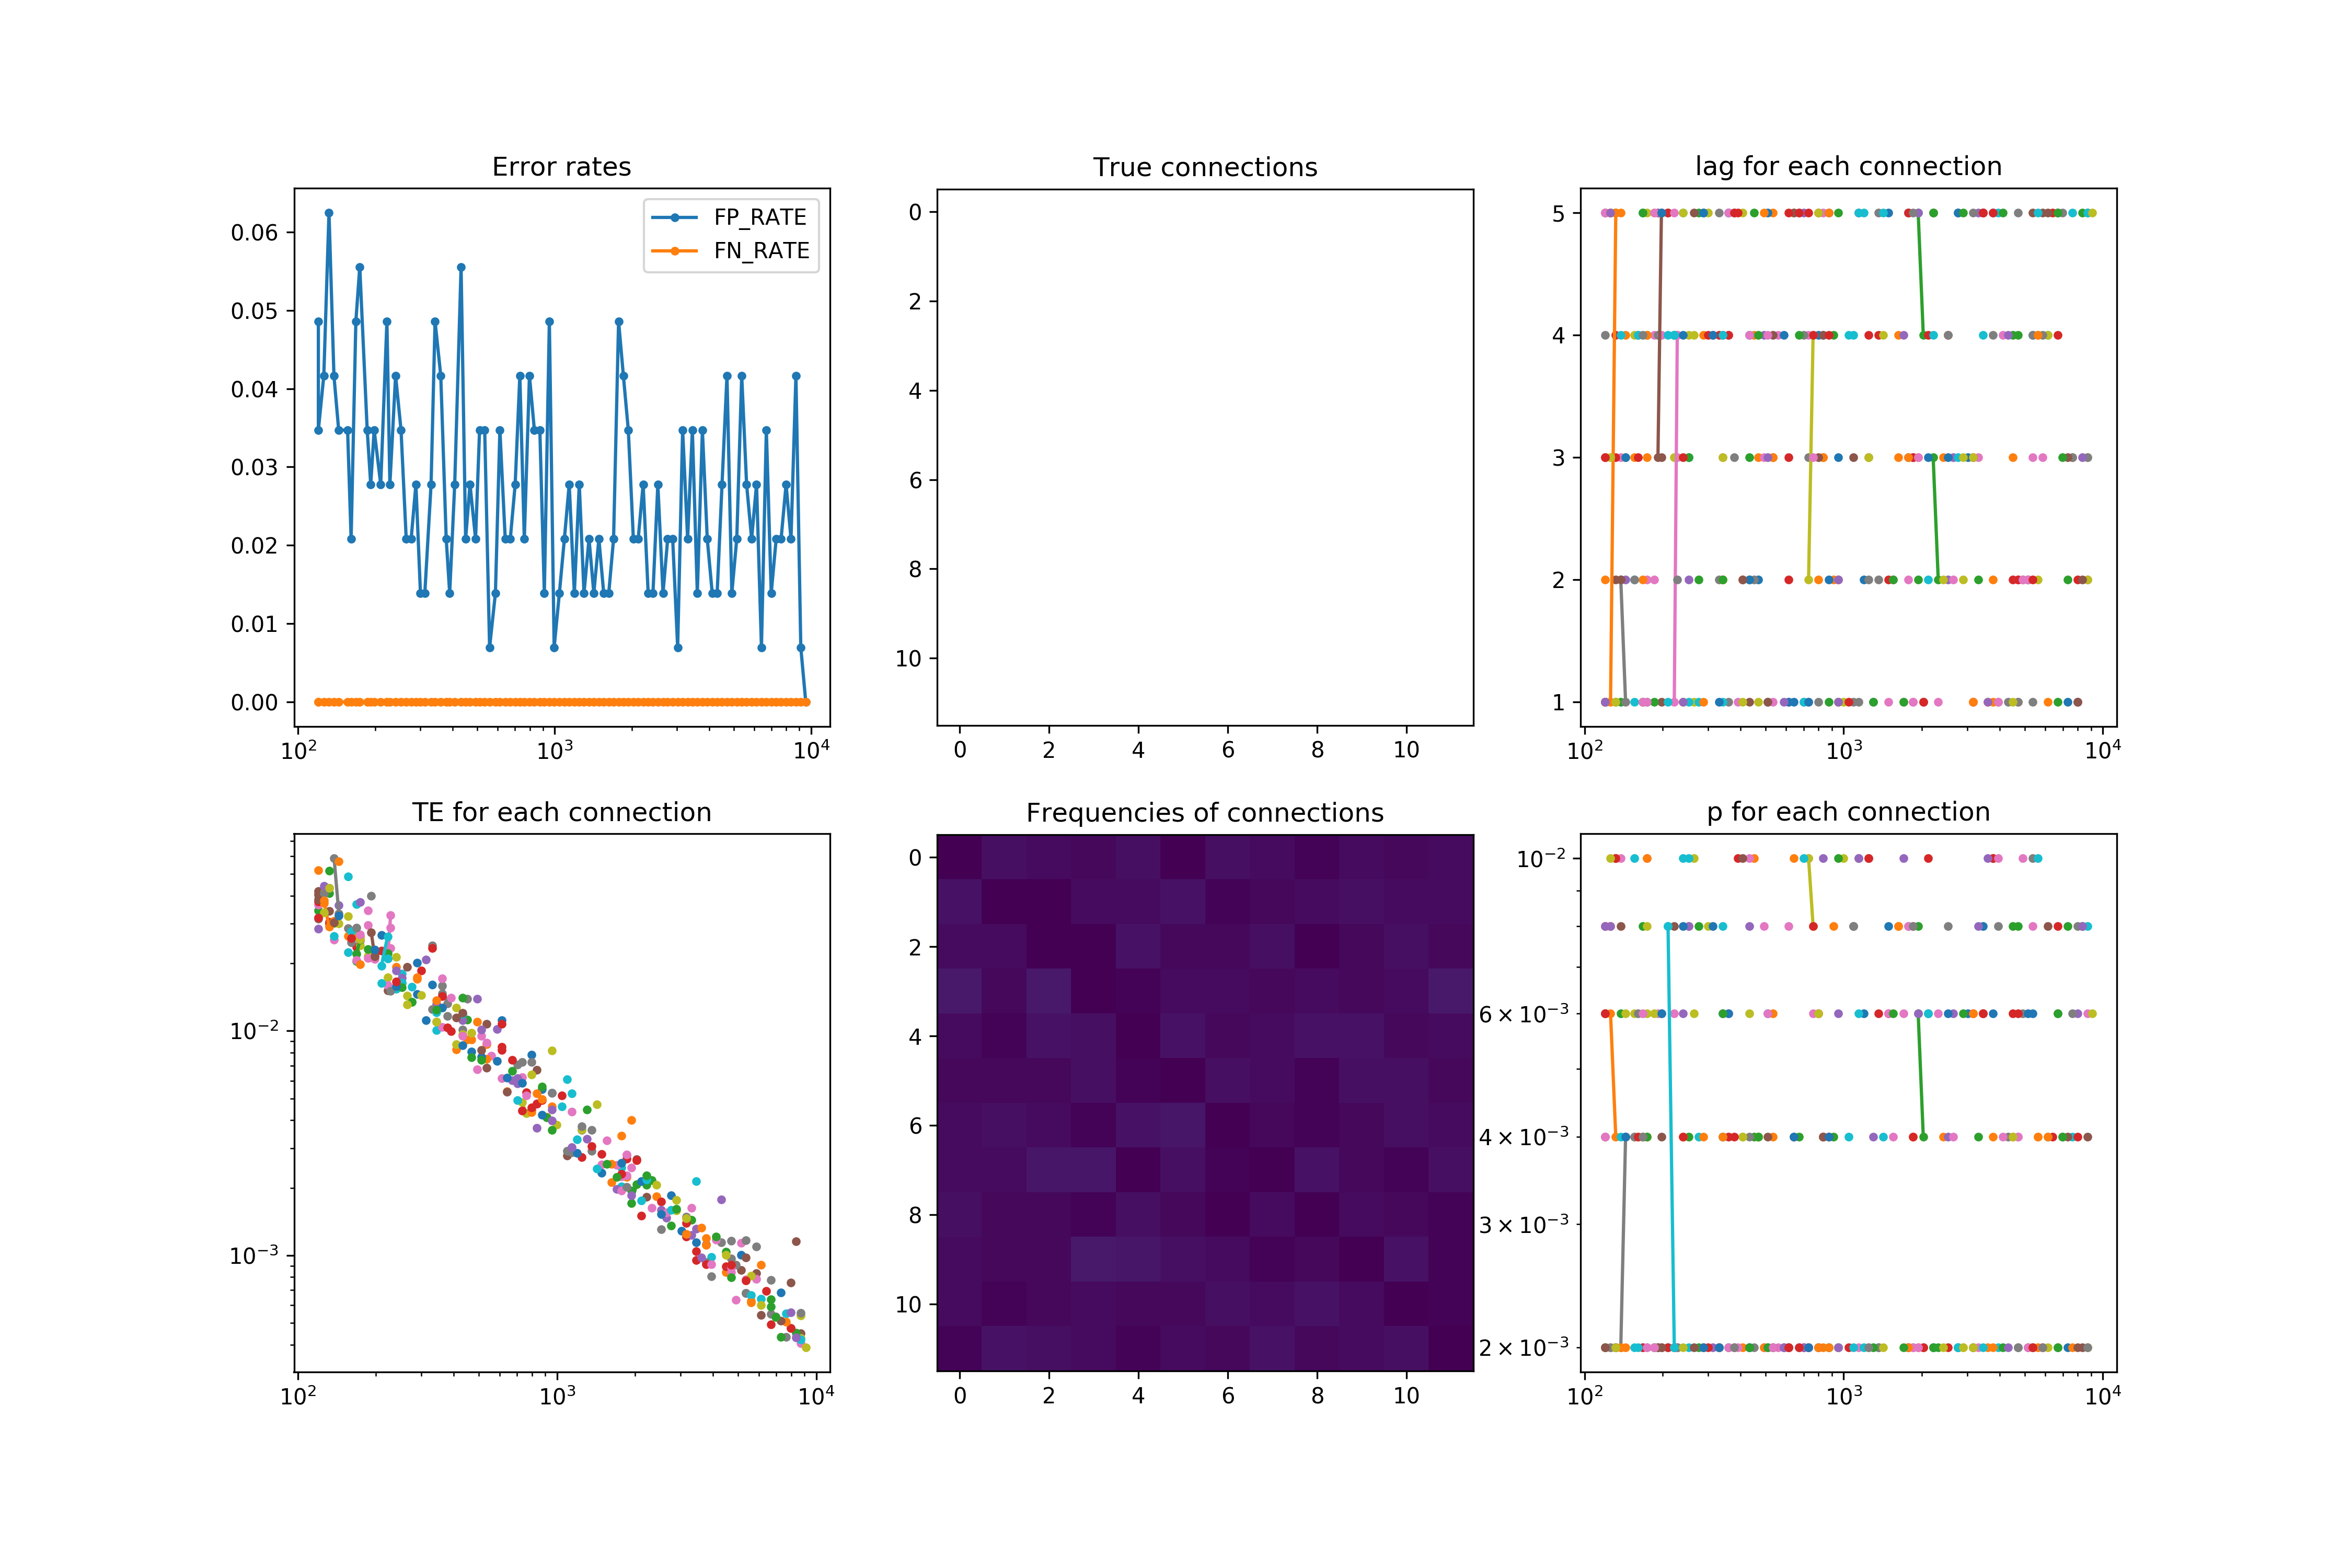 Error rates
FP_RATE
FN_RATE
0.06
0.05
0.04
0.03
0.02
0.01
0.00
10² 10³ 10⁴
True connections
0
2
4
6
8
10
0 2 4 6 8 10
lag for each connection
5
4
3
2
1
10² 10³ 10⁴
TE for each connection
10⁻²
10⁻³
10² 10³ 10⁴
Frequencies of connections
0
2
4
6
8
10
0 2 4 6 8 10
p for each connection
10⁻²
6 × 10⁻³
4 × 10⁻³
3 × 10⁻³
2 × 10⁻³
10² 10³ 10⁴